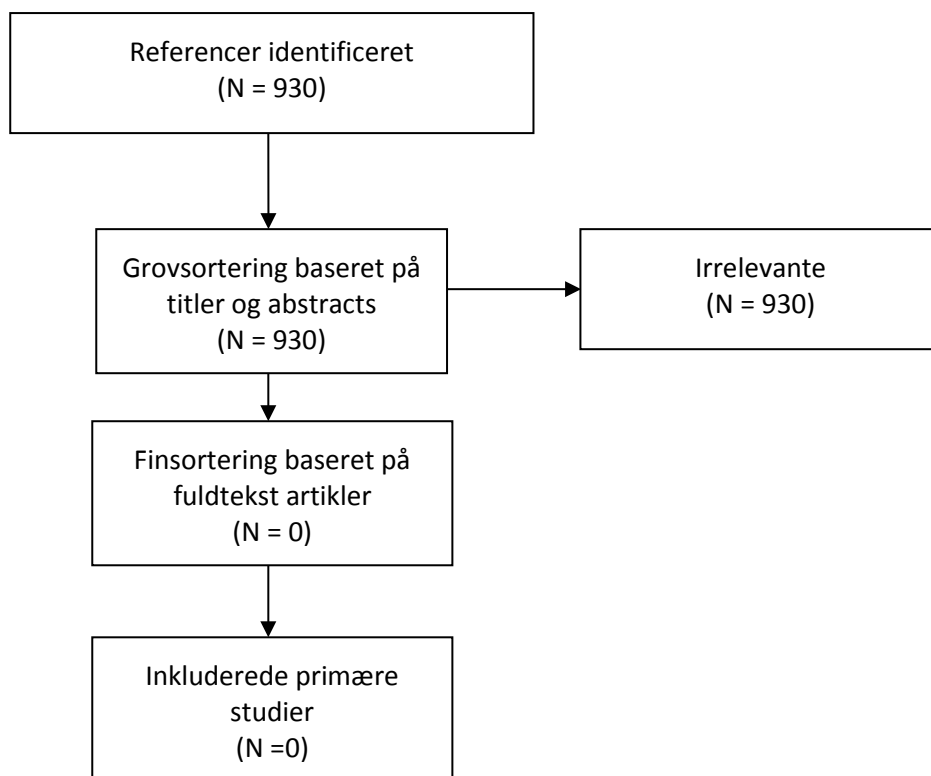 Referencer identificeret
(N = 930)
Grovsortering baseret på
titler og abstracts
(N = 930)
Irrelevante
(N = 930)
Finsortering baseret på
fuldtekst artikler
(N = 0)
Inkluderede primære
studier
(N =0)